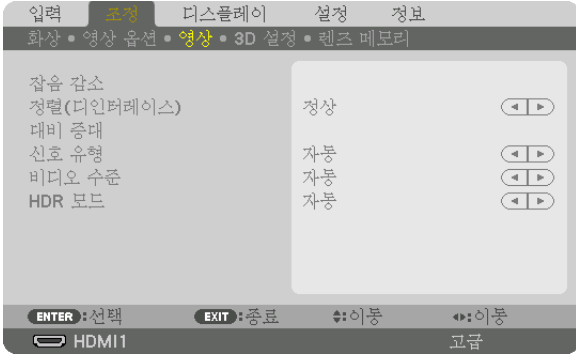 입력 조정 디스플레이 설정 정보
화상 • 영상 옵션 • 영상 • 3D 설정 • 렌즈 메모리
잡음 감소
정렬(디인터레이스) 정상
대비 증대
신호 유형 자동
비디오 수준 자동
HDR 모드 자동
ENTER :선택 EXIT :종료 :이동 :이동
HDMI1 고급